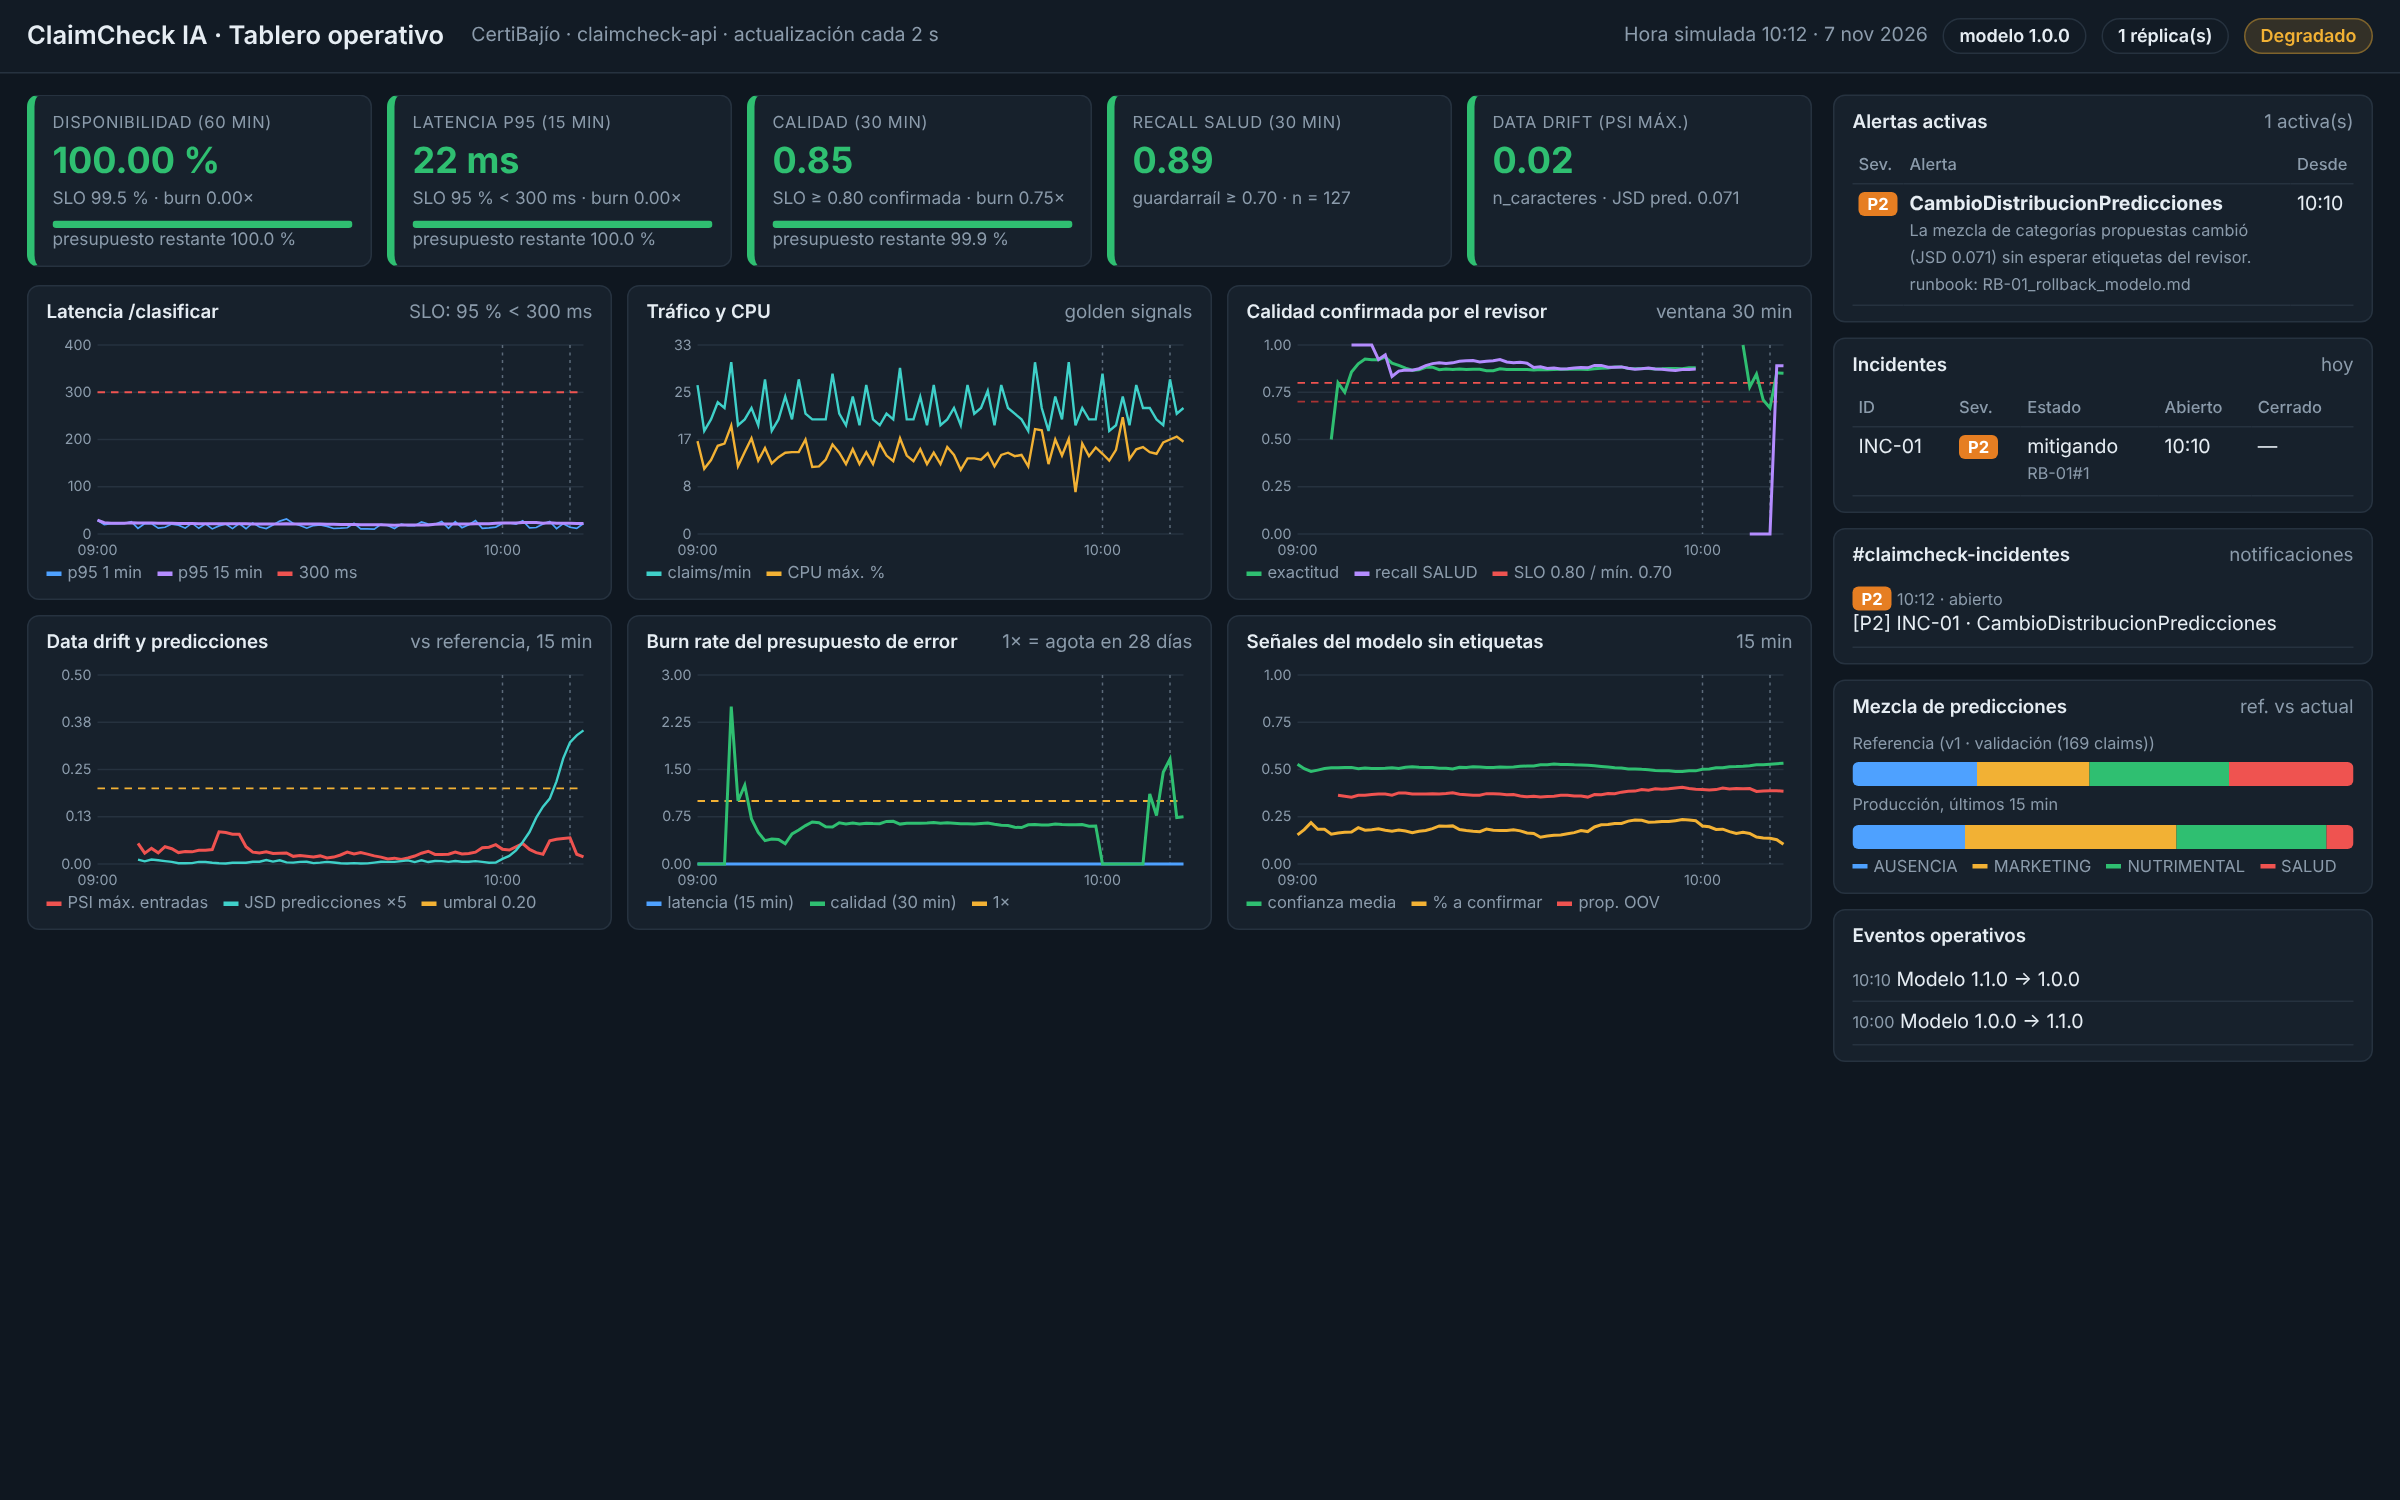 ClaimCheck IA · Tablero operativo
CertiBajío · claimcheck-api · actualización cada 2 s
Hora simulada 10:12 · 7 nov 2026
modelo 1.0.0
1 réplica(s)
Degradado
DISPONIBILIDAD (60 MIN)
100.00 %
SLO 99.5 % · burn 0.00×
presupuesto restante 100.0 %
LATENCIA P95 (15 MIN)
22 ms
SLO 95 % < 300 ms · burn 0.00×
presupuesto restante 100.0 %
CALIDAD (30 MIN)
0.85
SLO ≥ 0.80 confirmada · burn 0.75×
presupuesto restante 99.9 %
RECALL SALUD (30 MIN)
0.89
guardarraíl ≥ 0.70 · n = 127
DATA DRIFT (PSI MÁX.)
0.02
n_caracteres · JSD pred. 0.071
Latencia /clasificar
SLO: 95 % < 300 ms
400
300
200
100
0
09:00
10:00
p95 1 min
p95 15 min
300 ms
Tráfico y CPU
golden signals
33
25
17
8
0
09:00
10:00
claims/min
CPU máx. %
Calidad confirmada por el revisor
ventana 30 min
1.00
0.75
0.50
0.25
0.00
09:00
10:00
exactitud
recall SALUD
SLO 0.80 / mín. 0.70
Data drift y predicciones
vs referencia, 15 min
0.50
0.38
0.25
0.13
0.00
09:00
10:00
PSI máx. entradas
JSD predicciones ×5
umbral 0.20
Burn rate del presupuesto de error
1× = agota en 28 días
3.00
2.25
1.50
0.75
0.00
09:00
10:00
latencia (15 min)
calidad (30 min)
1×
Señales del modelo sin etiquetas
15 min
1.00
0.75
0.50
0.25
0.00
09:00
10:00
confianza media
% a confirmar
prop. OOV
Alertas activas
1 activa(s)
Sev. Alerta Desde
P2 CambioDistribucionPredicciones 10:10
La mezcla de categorías propuestas cambió
(JSD 0.071) sin esperar etiquetas del revisor.
runbook: RB-01_rollback_modelo.md
Incidentes
hoy
ID Sev. Estado Abierto Cerrado
INC-01 P2 mitigando 10:10 —
RB-01#1
#claimcheck-incidentes
notificaciones
P2 10:12 · abierto
[P2] INC-01 · CambioDistribucionPredicciones
Mezcla de predicciones
ref. vs actual
Referencia (v1 · validación (169 claims))
Producción, últimos 15 min
AUSENCIA
MARKETING
NUTRIMENTAL
SALUD
Eventos operativos
10:10 Modelo 1.1.0 → 1.0.0
10:00 Modelo 1.0.0 → 1.1.0